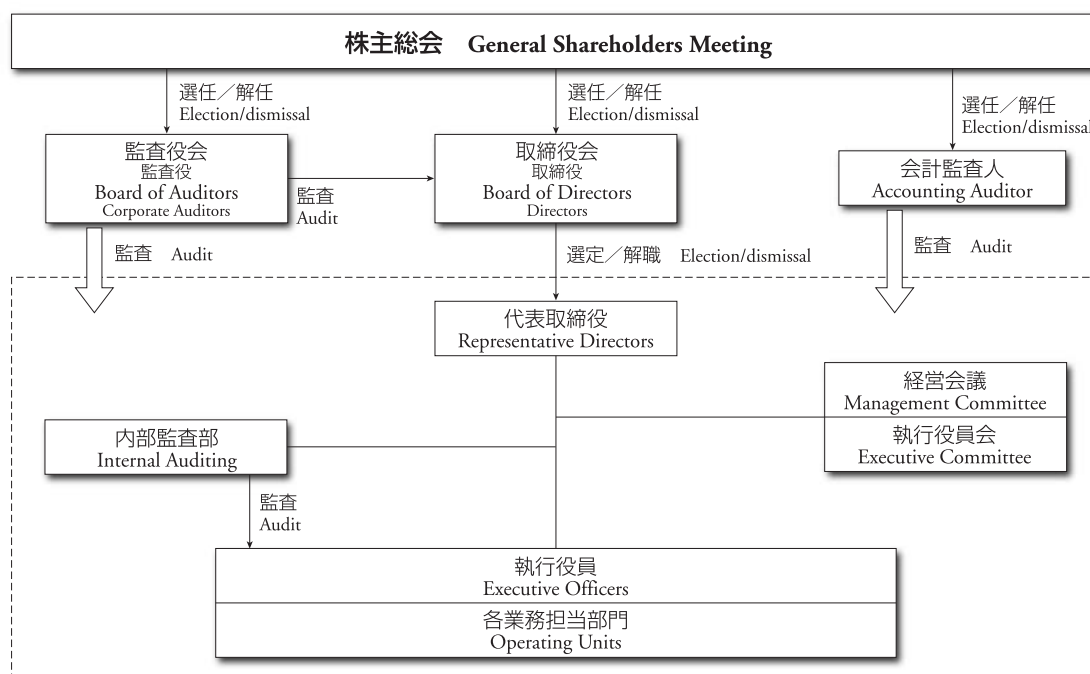 株主総会 General Shareholders Meeting
選任／解任
Election/dismissal
選任／解任
Election/dismissal
選任／解任
Election/dismissal
監査役会
監査役
Board of Auditors
Corporate Auditors
監査
Audit
取締役会
取締役
Board of Directors
Directors
会計監査人
Accounting Auditor
監査 Audit
選定／解職 Election/dismissal
監査 Audit
代表取締役
Representative Directors
経営会議
Management Committee
執行役員会
Executive Committee
内部監査部
Internal Auditing
監査
Audit
執行役員
Executive Officers
各業務担当部門
Operating Units